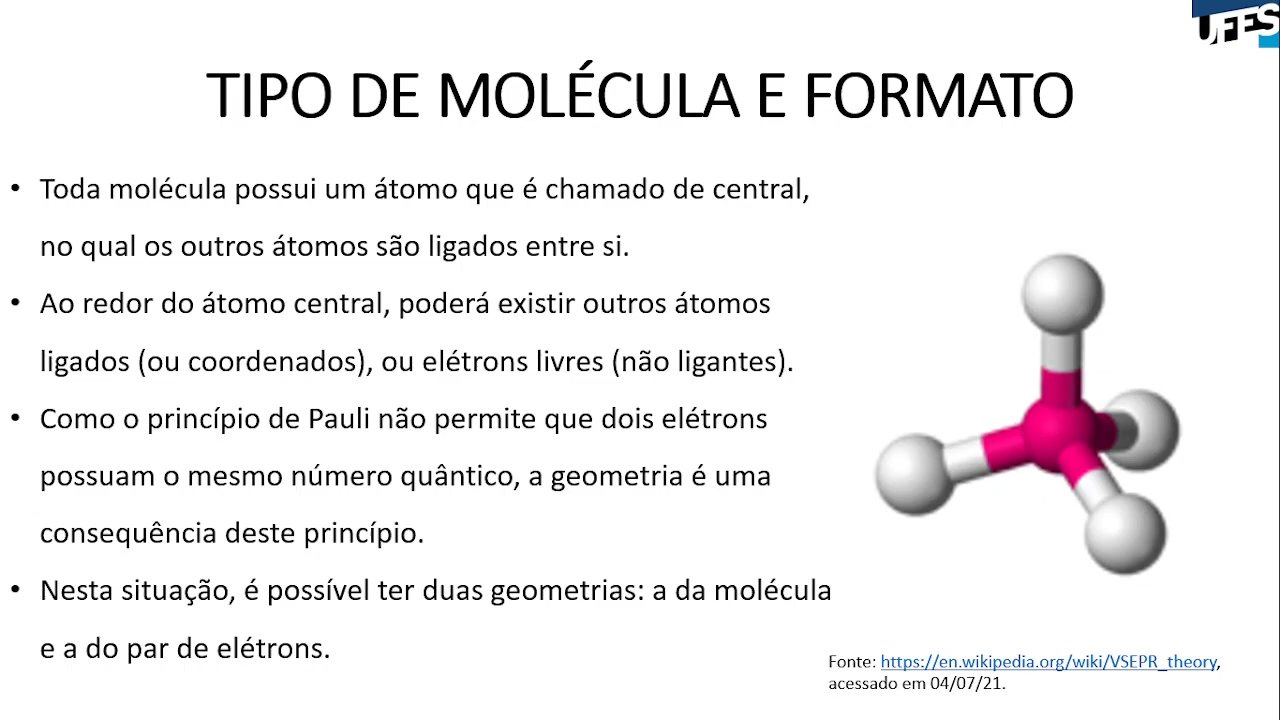 UFES
TIPO DE MOLÉCULA E FORMATO
• Toda molécula possui um átomo que é chamado de central,
no qual os outros átomos são ligados entre si.
• Ao redor do átomo central, poderá existir outros átomos
ligados (ou coordenados), ou elétrons livres (não ligantes).
• Como o princípio de Pauli não permite que dois elétrons
possuam o mesmo número quântico, a geometria é uma
consequência deste princípio.
• Nesta situação, é possível ter duas geometrias: a da molécula
e a do par de elétrons.
Fonte: https://en.wikipedia.org/wiki/VSEPR_theory,
acessado em 04/07/21.